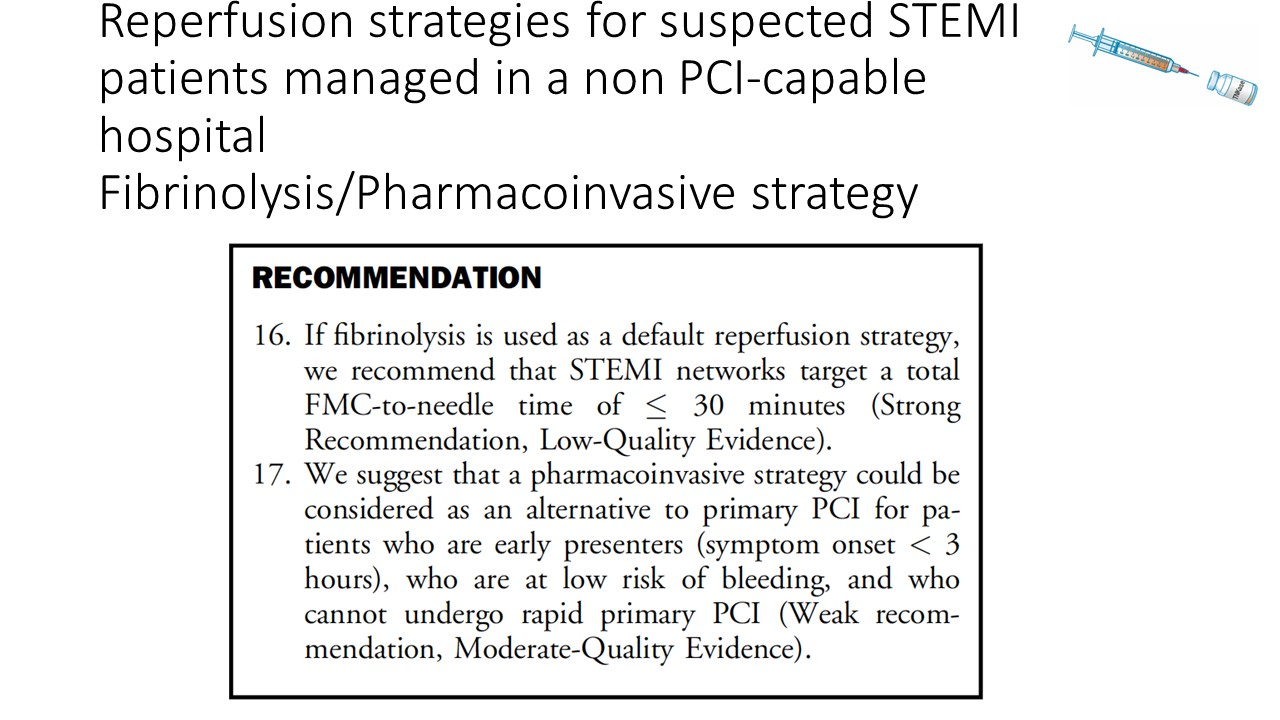 Reperfusion strategies for suspected STEMI
patients managed in a non PCI-capable
hospital
Fibrinolysis/Pharmacoinvasive strategy
TNKase
RECOMMENDATION
16. If fibrinolysis is used as a default reperfusion strategy,
we recommend that STEMI networks target a total
FMC-to-needle time of ≤ 30 minutes (Strong
Recommendation, Low-Quality Evidence).
17. We suggest that a pharmacoinvasive strategy could be
considered as an alternative to primary PCI for pa-
tients who are early presenters (symptom onset < 3
hours), who are at low risk of bleeding, and who
cannot undergo rapid primary PCI (Weak recom-
mendation, Moderate-Quality Evidence).